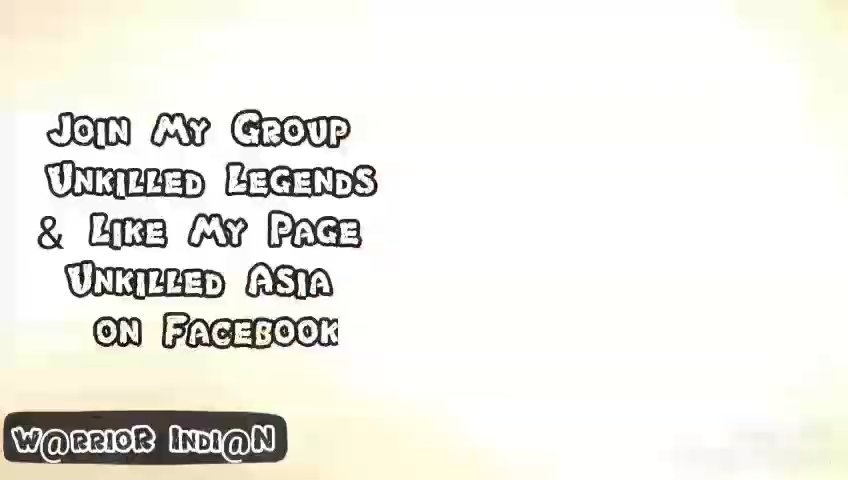 Join My Group
Unkilled Legends
& Like My Page
Unkilled Asia
on Facebook
W@rrior Indi@n